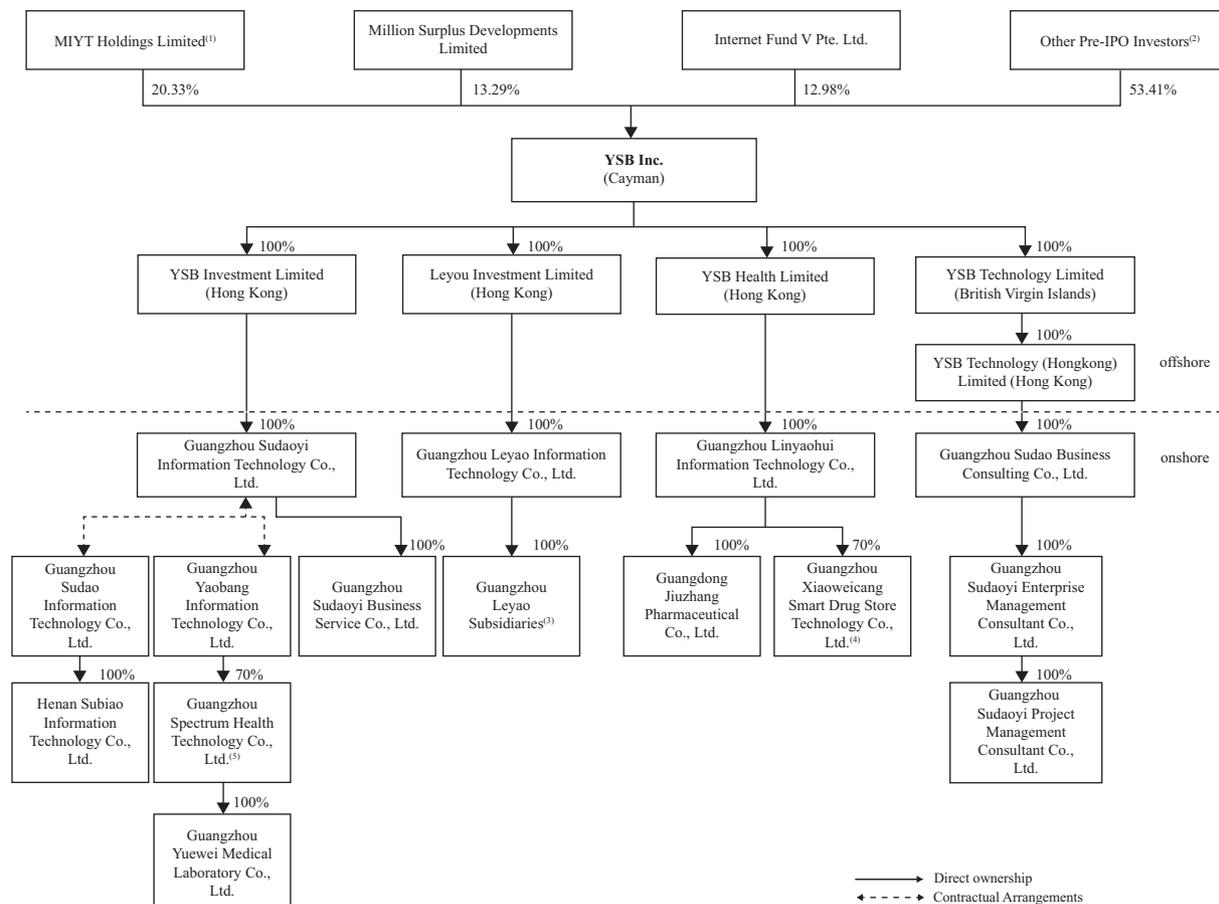 MIYT Holdings Limited(1)
Million Surplus Developments
Limited
Internet Fund V Pte. Ltd.
Other Pre-IPO Investors(2)
20.33%
13.29%
12.98%
53.41%
YSB Inc.
(Cayman)
100%
100%
100%
100%
YSB Investment Limited
(Hong Kong)
Leyou Investment Limited
(Hong Kong)
YSB Health Limited
(Hong Kong)
YSB Technology Limited
(British Virgin Islands)
100%
YSB Technology (Hongkong)
Limited (Hong Kong)
offshore
100%
100%
100%
100%
Guangzhou Sudaoyi
Information Technology Co.,
Ltd.
Guangzhou Leyao Information
Technology Co., Ltd.
Guangzhou Linyaohui
Information Technology Co.,
Ltd.
Guangzhou Sudao Business
Consulting Co., Ltd.
onshore
100%
100%
100%
70%
100%
Guangzhou
Sudao
Information
Technology Co.,
Ltd.
Guangzhou
Yaobang
Information
Technology Co.,
Ltd.
Guangzhou
Sudaoyi Business
Service Co., Ltd.
Guangzhou
Leyao
Subsidiaries(3)
Guangdong
Jiuzhang
Pharmaceutical
Co., Ltd.
Guangzhou
Xiaoweicang
Smart Drug Store
Technology Co.,
Ltd.(4)
Guangzhou
Sudaoyi Enterprise
Management
Consultant Co.,
Ltd.
100%
70%
100%
Henan Subiao
Information
Technology Co.,
Ltd.
Guangzhou
Spectrum Health
Technology Co.,
Ltd.(5)
Guangzhou
Sudaoyi Project
Management
Consultant Co.,
Ltd.
100%
Guangzhou
Yuewei Medical
Laboratory Co.,
Ltd.
Direct ownership
Contractual Arrangements